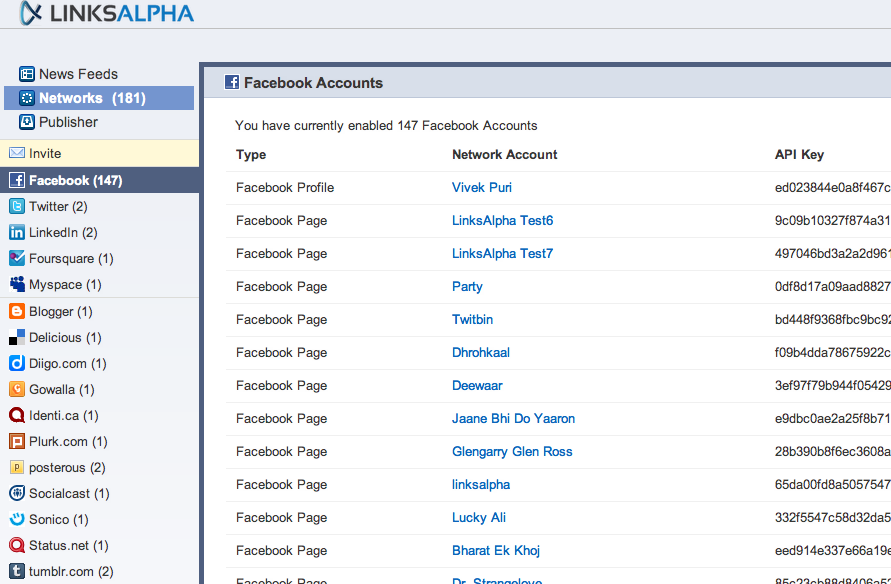 LINKSALPHA
News Feeds
Networks (181)
Publisher
Invite
Facebook (147)
Twitter (2)
LinkedIn (2)
Foursquare (1)
Myspace (1)
Blogger (1)
Delicious (1)
Diigo.com (1)
Gowalla (1)
Identi.ca (1)
Plurk.com (1)
posterous (2)
Socialcast (1)
Sonico (1)
Status.net (1)
tumblr.com (2)
Facebook Accounts
You have currently enabled 147 Facebook Accounts
Type Network Account API Key
Facebook Profile Vivek Puri ed023844e0a8f467c
Facebook Page LinksAlpha Test6 9c09b10327f874a31
Facebook Page LinksAlpha Test7 497046bd3a2a2d961
Facebook Page Party 0df8d17a09aad8827
Facebook Page Twitbin bd448f9368fbc9bc92
Facebook Page Dhrohkaal f09b4dda78675922c
Facebook Page Deewaar 3ef97f79b944f05429
Facebook Page Jaane Bhi Do Yaaron e9dbc0ae2a25f8b71
Facebook Page Glengarry Glen Ross 28b390b8f6ec3608a
Facebook Page linksalpha 65da00fd8a5057547
Facebook Page Lucky Ali 332f5547c58d32da5
Facebook Page Bharat Ek Khoj eed914e337e66a19e
Facebook Page Dr. Strangelove